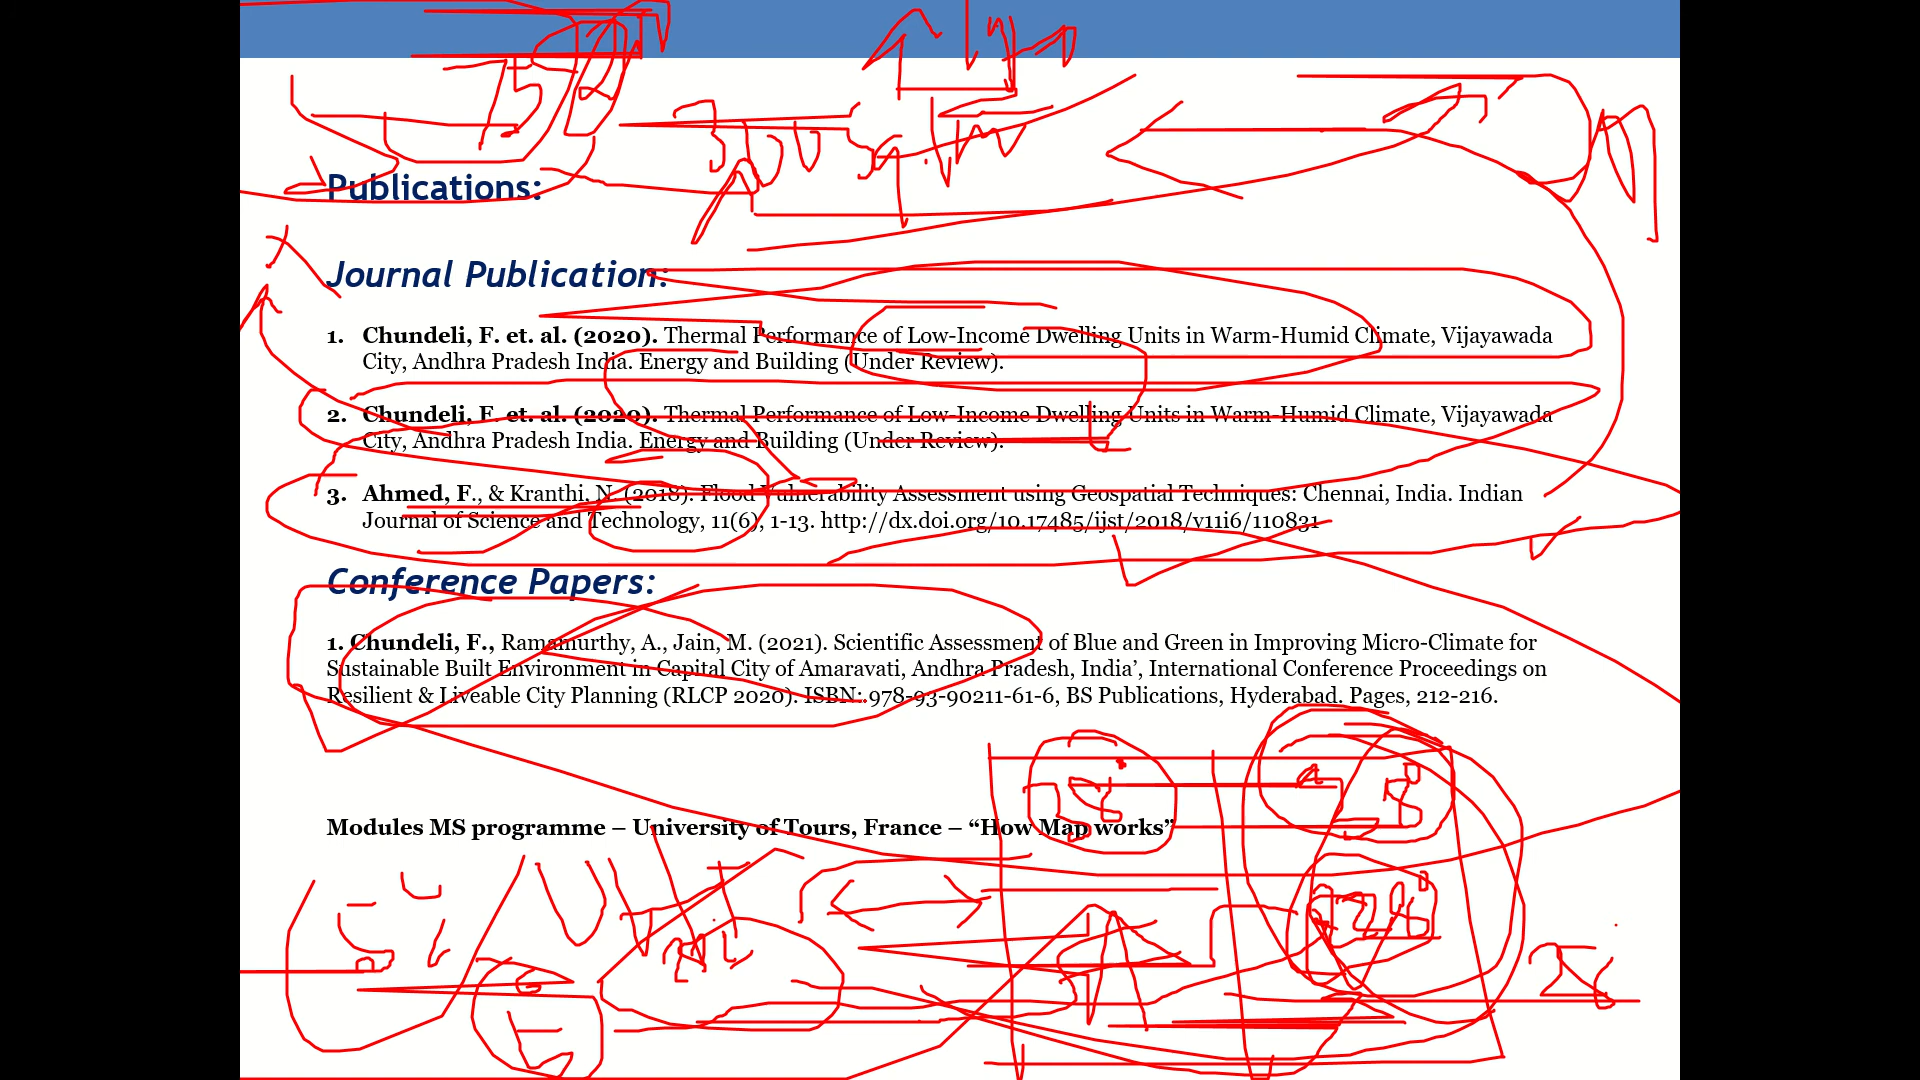 Publications:
Journal Publication:
1. Chundeli, F. et. al. (2020). Thermal Performance of Low-Income Dwelling Units in Warm-Humid Climate, Vijayawada
City, Andhra Pradesh India. Energy and Building (Under Review).
2. Chundeli, F. et. al. (2020). Thermal Performance of Low-Income Dwelling Units in Warm-Humid Climate, Vijayawada
City, Andhra Pradesh India. Energy and Building (Under Review).
3. Ahmed, F., & Kranthi, N. (2018). Flood Vulnerability Assessment using Geospatial Techniques: Chennai, India. Indian
Journal of Science and Technology, 11(6), 1-13. http://dx.doi.org/10.17485/ijst/2018/v11i6/110831
Conference Papers:
1. Chundeli, F., Ramamurthy, A., Jain, M. (2021). Scientific Assessment of Blue and Green in Improving Micro-Climate for
Sustainable Built Environment in Capital City of Amaravati, Andhra Pradesh, India’, International Conference Proceedings on
Resilient & Liveable City Planning (RLCP 2020). ISBN:.978-93-90211-61-6, BS Publications, Hyderabad. Pages, 212-216.
Modules MS programme – University of Tours, France – “How Map works”